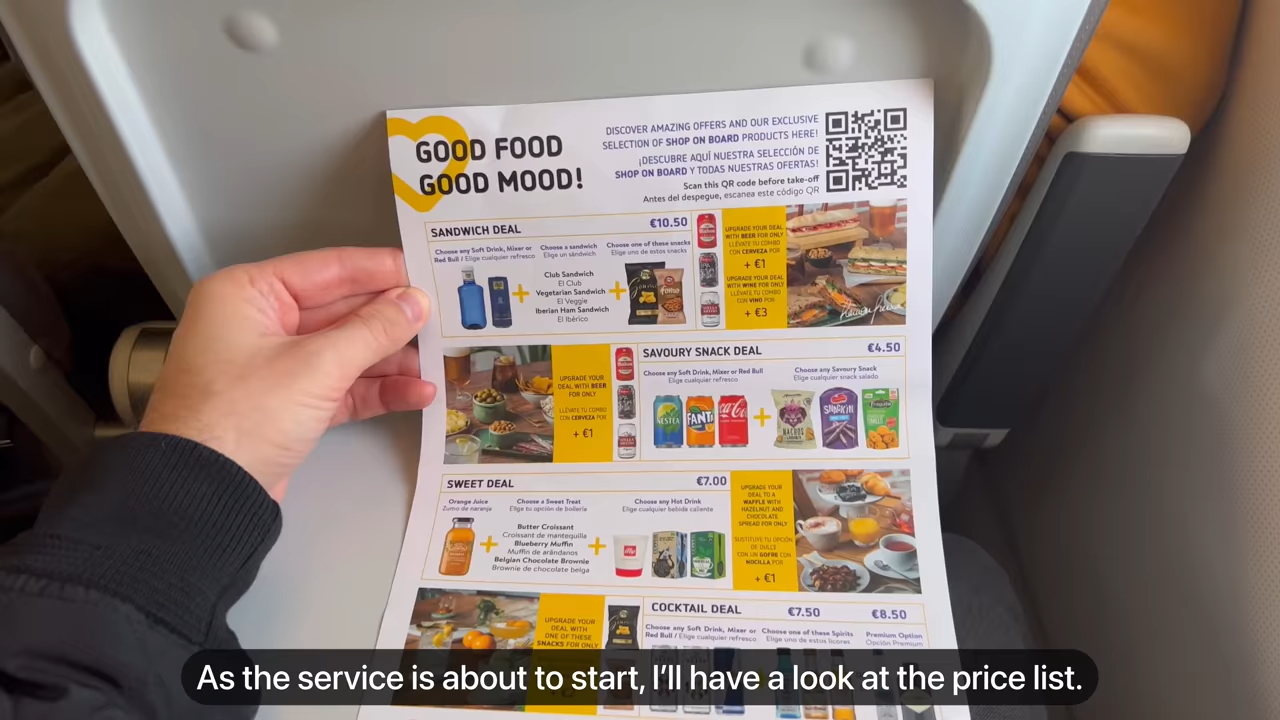 GOOD FOOD
GOOD MOOD!
DISCOVER AMAZING OFFERS AND OUR EXCLUSIVE
SELECTION OF SHOP ON BOARD PRODUCTS HERE!
¡DESCUBRE AQUÍ NUESTRA SELECCIÓN DE
SHOP ON BOARD Y TODAS NUESTRAS OFERTAS!
Scan this QR code before take-off
Antes del despegue, escanea este código QR
SANDWICH DEAL €10.50
Choose any Soft Drink, Mixer or
Red Bull / Elige cualquier refresco
Choose a sandwich
Elige un sándwich
Choose one of these snacks
Elige uno de estos snacks
Club Sandwich
El Club
Vegetarian Sandwich
El Veggie
Iberian Ham Sandwich
El Ibérico
UPGRADE YOUR DEAL
WITH BEER FOR ONLY
LLÉVATE TU COMBO
CON CERVEZA POR
+ €1
UPGRADE YOUR DEAL
WITH WINE FOR ONLY
LLÉVATE TU COMBO
CON VINO POR
+ €3
UPGRADE YOUR
DEAL WITH BEER
FOR ONLY
LLÉVATE TU COMBO
CON CERVEZA POR
+ €1
SAVOURY SNACK DEAL €4.50
Choose any Soft Drink, Mixer or Red Bull
Elige cualquier refresco
Choose any Savoury Snack
Elige cualquier snack salado
NESTEA
FANTA
Coca-Cola
NACHOS
SNACKIN
SWEET DEAL €7.00
Orange Juice
Zumo de naranja
Choose a Sweet Treat
Elige tu opción de bollería
Choose any Hot Drink
Elige cualquier bebida caliente
Butter Croissant
Croissant de mantequilla
Blueberry Muffin
Muffin de arándanos
Belgian Chocolate Brownie
Brownie de chocolate belga
illy
UPGRADE YOUR
DEAL TO A
WAFFLE WITH
HAZELNUT AND
CHOCOLATE
SPREAD FOR ONLY
SUSTITUYE TU OPCIÓN
DE DULCE
CON UN GOFRE CON
NOCILLA POR
+ €1
UPGRADE YOUR
DEAL WITH
ONE OF THESE
SNACKS FOR ONLY
COCKTAIL DEAL €7.50 €8.50
Choose any Soft Drink, Mixer or
Red Bull / Elige cualquier refresco
Choose one of these Spirits
Elige uno de estos licores
Premium Option
Opción Premium
As the service is about to start, I'll have a look at the price list.